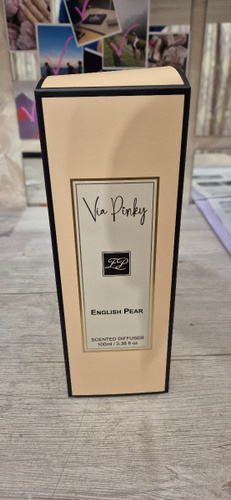 Via Pinky
ENGLISH PEAR
SCENTED DIFFUSER
100ml / 3.38 fl oz